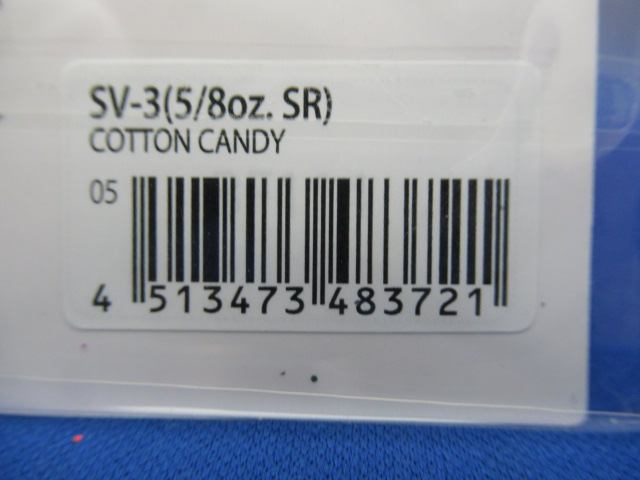 SV-3(5/8oz. SR)
COTTON CANDY
05
4 513473 483721